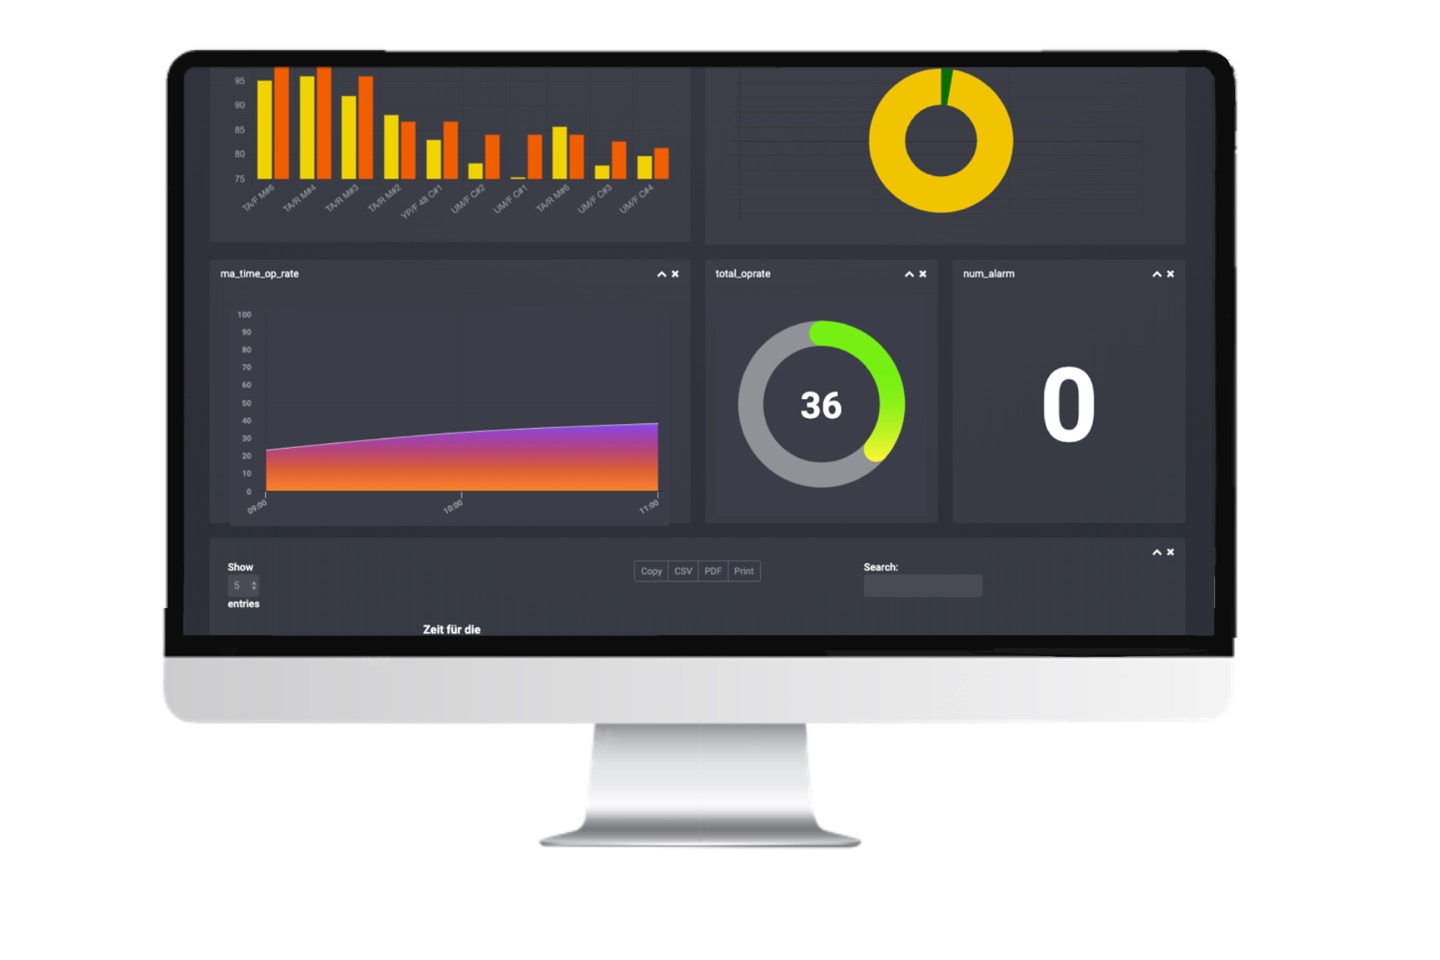 95
90
85
80
75
TA/F M#6
TA/R M#4
TA/R M#3
TA/R M#2
YP/F 48 C#1
UM/F C#2
UM/F C#1
TA/R M#6
UM/F C#3
UM/F C#4
ma_time_op_rate
100
90
80
70
60
50
40
30
20
10
0
09:00
10:00
11:00
total_oprate
36
num_alarm
0
Show
5
entries
Copy CSV PDF Print
Search:
Zeit für die